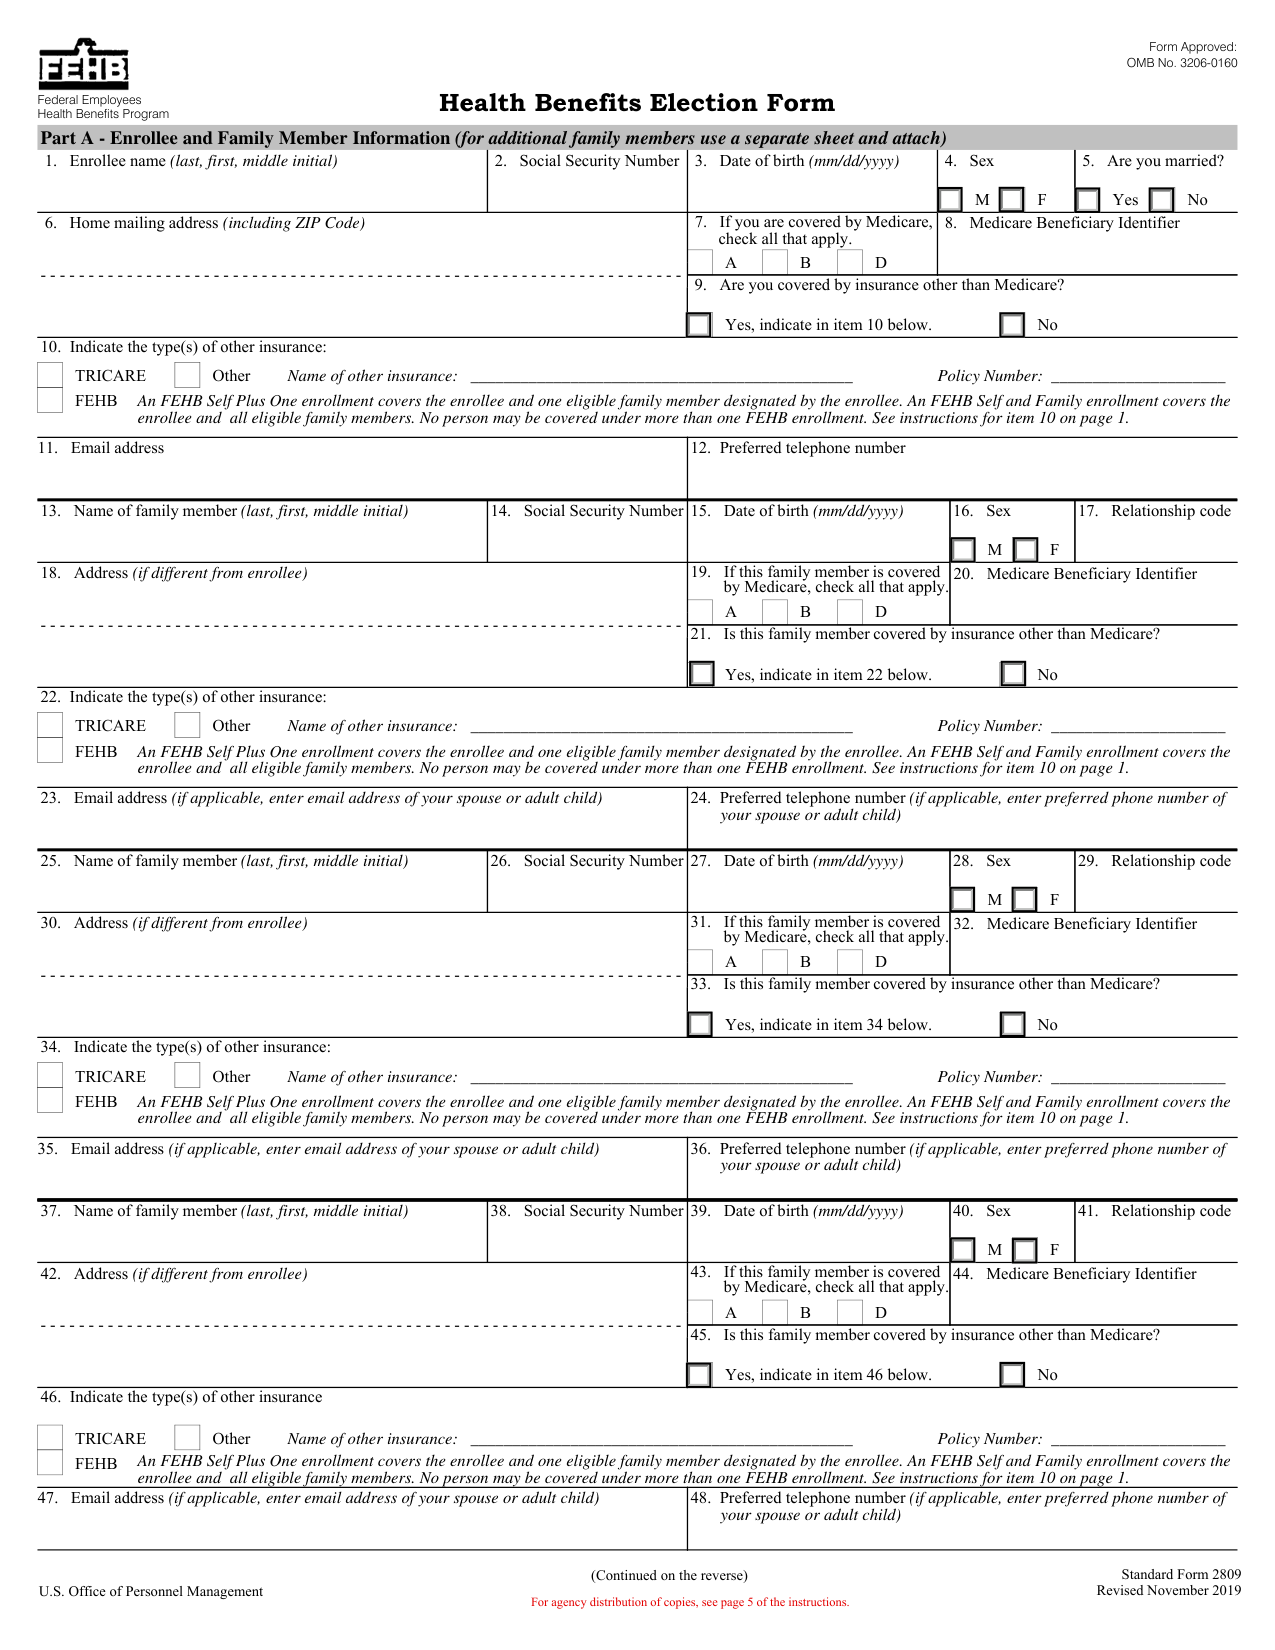 FEHB
Federal Employees
Health Benefits Program
Form Approved:
OMB No. 3206-0160
Health Benefits Election Form
Part A - Enrollee and Family Member Information (for additional family members use a separate sheet and attach)
1. Enrollee name (last, first, middle initial) 2. Social Security Number 3. Date of birth (mm/dd/yyyy) 4. Sex 5. Are you married?
M F Yes No
6. Home mailing address (including ZIP Code) 7. If you are covered by Medicare, check all that apply. 8. Medicare Beneficiary Identifier
A B D
9. Are you covered by insurance other than Medicare?
Yes, indicate in item 10 below. No
10. Indicate the type(s) of other insurance:
TRICARE Other Name of other insurance: Policy Number:
FEHB An FEHB Self Plus One enrollment covers the enrollee and one eligible family member designated by the enrollee. An FEHB Self and Family enrollment covers the
enrollee and all eligible family members. No person may be covered under more than one FEHB enrollment. See instructions for item 10 on page 1.
11. Email address 12. Preferred telephone number
13. Name of family member (last, first, middle initial) 14. Social Security Number 15. Date of birth (mm/dd/yyyy) 16. Sex 17. Relationship code
M F
18. Address (if different from enrollee) 19. If this family member is covered by Medicare, check all that apply. 20. Medicare Beneficiary Identifier
A B D
21. Is this family member covered by insurance other than Medicare?
Yes, indicate in item 22 below. No
22. Indicate the type(s) of other insurance:
TRICARE Other Name of other insurance: Policy Number:
FEHB An FEHB Self Plus One enrollment covers the enrollee and one eligible family member designated by the enrollee. An FEHB Self and Family enrollment covers the
enrollee and all eligible family members. No person may be covered under more than one FEHB enrollment. See instructions for item 10 on page 1.
23. Email address (if applicable, enter email address of your spouse or adult child) 24. Preferred telephone number (if applicable, enter preferred phone number of
your spouse or adult child)
25. Name of family member (last, first, middle initial) 26. Social Security Number 27. Date of birth (mm/dd/yyyy) 28. Sex 29. Relationship code
M F
30. Address (if different from enrollee) 31. If this family member is covered by Medicare, check all that apply. 32. Medicare Beneficiary Identifier
A B D
33. Is this family member covered by insurance other than Medicare?
Yes, indicate in item 34 below. No
34. Indicate the type(s) of other insurance:
TRICARE Other Name of other insurance: Policy Number:
FEHB An FEHB Self Plus One enrollment covers the enrollee and one eligible family member designated by the enrollee. An FEHB Self and Family enrollment covers the
enrollee and all eligible family members. No person may be covered under more than one FEHB enrollment. See instructions for item 10 on page 1.
35. Email address (if applicable, enter email address of your spouse or adult child) 36. Preferred telephone number (if applicable, enter preferred phone number of
your spouse or adult child)
37. Name of family member (last, first, middle initial) 38. Social Security Number 39. Date of birth (mm/dd/yyyy) 40. Sex 41. Relationship code
M F
42. Address (if different from enrollee) 43. If this family member is covered by Medicare, check all that apply. 44. Medicare Beneficiary Identifier
A B D
45. Is this family member covered by insurance other than Medicare?
Yes, indicate in item 46 below. No
46. Indicate the type(s) of other insurance
TRICARE Other Name of other insurance: Policy Number:
FEHB An FEHB Self Plus One enrollment covers the enrollee and one eligible family member designated by the enrollee. An FEHB Self and Family enrollment covers the
enrollee and all eligible family members. No person may be covered under more than one FEHB enrollment. See instructions for item 10 on page 1.
47. Email address (if applicable, enter email address of your spouse or adult child) 48. Preferred telephone number (if applicable, enter preferred phone number of
your spouse or adult child)
U.S. Office of Personnel Management
(Continued on the reverse)
For agency distribution of copies, see page 5 of the instructions.
Standard Form 2809
Revised November 2019